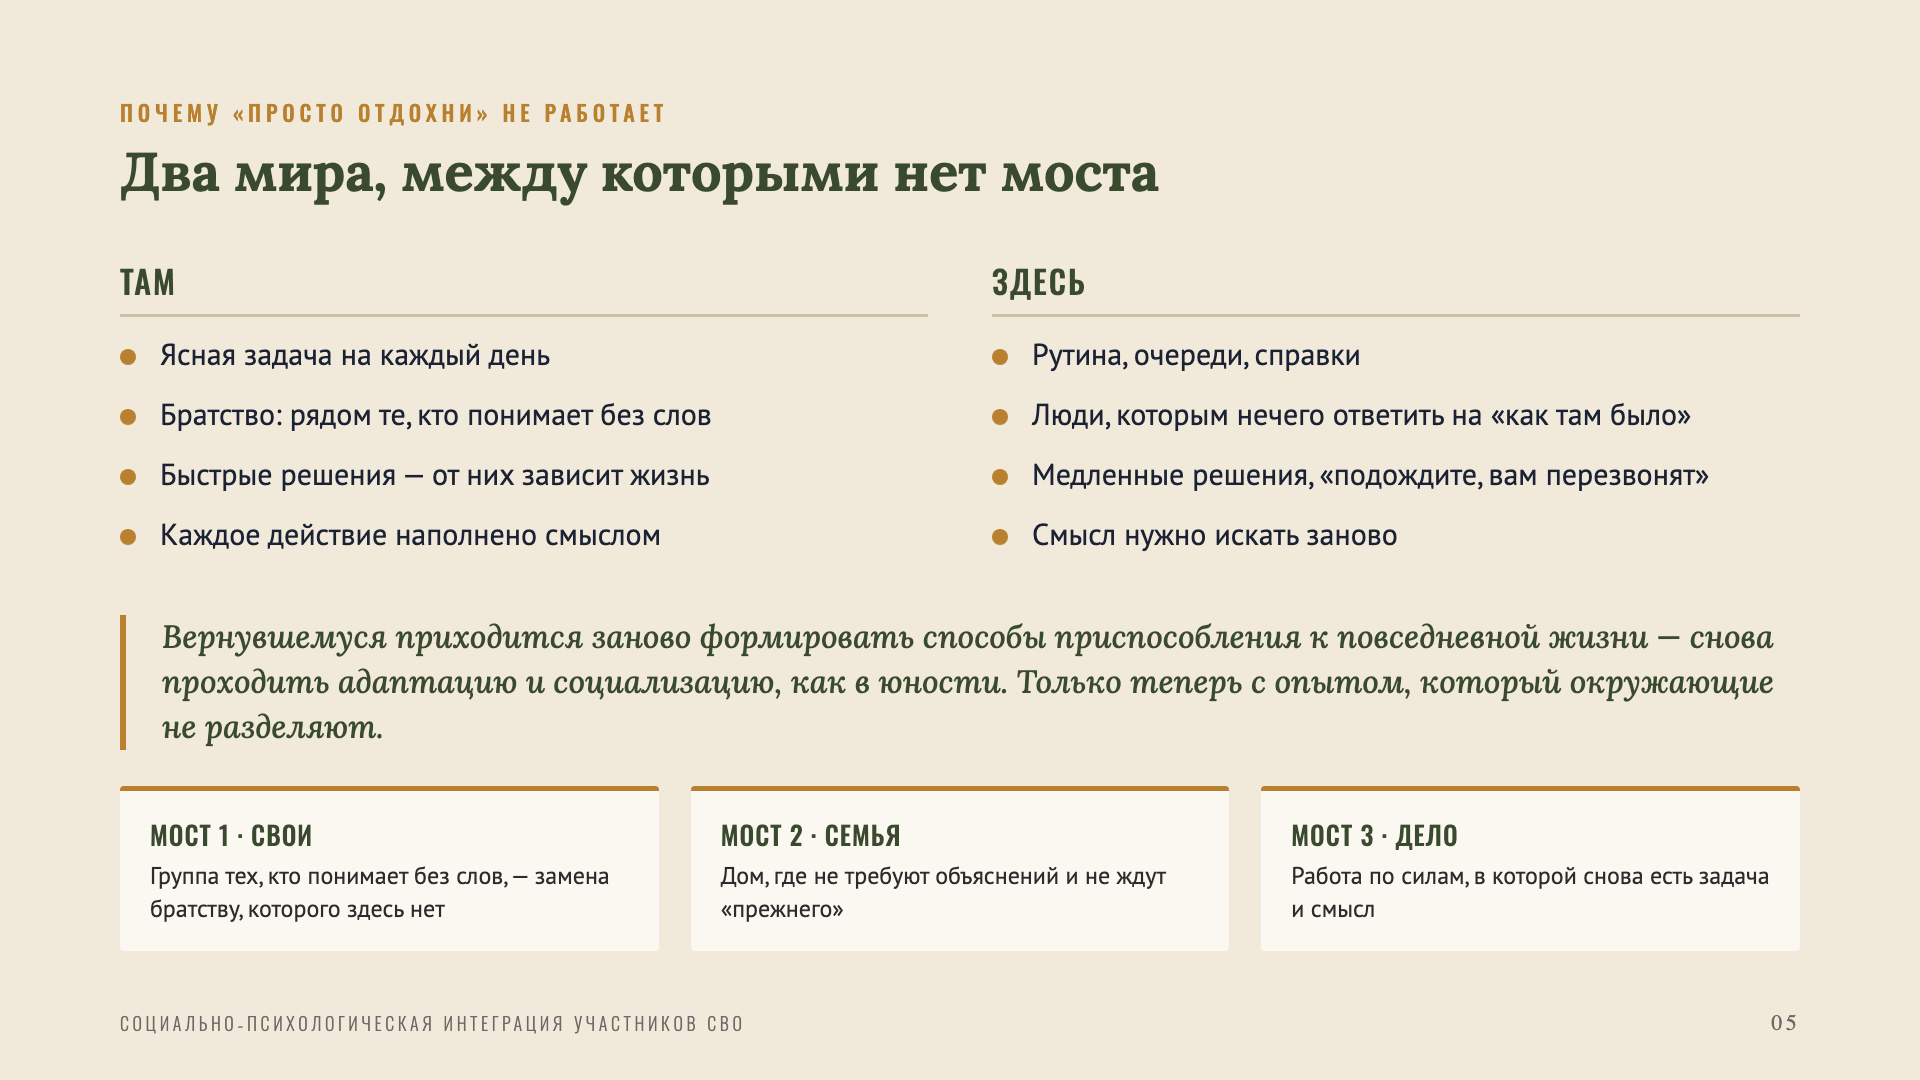 ПОЧЕМУ «ПРОСТО ОТДОХНИ» НЕ РАБОТАЕТ
Два мира, между которыми нет моста
ТАМ
Ясная задача на каждый день
Братство: рядом те, кто понимает без слов
Быстрые решения — от них зависит жизнь
Каждое действие наполнено смыслом
ЗДЕСЬ
Рутина, очереди, справки
Люди, которым нечего ответить на «как там было»
Медленные решения, «подождите, вам перезвонят»
Смысл нужно искать заново
Вернувшемуся приходится заново формировать способы приспособления к повседневной жизни — снова
проходить адаптацию и социализацию, как в юности. Только теперь с опытом, который окружающие
не разделяют.
МОСТ 1 · СВОИ
Группа тех, кто понимает без слов, — замена
братству, которого здесь нет
МОСТ 2 · СЕМЬЯ
Дом, где не требуют объяснений и не ждут
«прежнего»
МОСТ 3 · ДЕЛО
Работа по силам, в которой снова есть задача
и смысл
СОЦИАЛЬНО-ПСИХОЛОГИЧЕСКАЯ ИНТЕГРАЦИЯ УЧАСТНИКОВ СВО
05